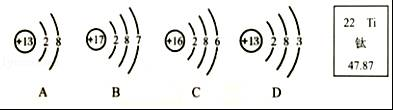 +13 2 8
+17 2 8 7
+16 2 8 6
+13 2 8 3
A B C D
22 Ti
钛
47.87